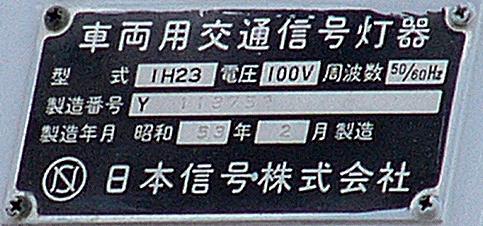 車両用交通信号灯器
型式 1H23 電圧 100V 周波数 50/60Hz
製造番号 Y
製造年月 昭和 53 年 2 月 製造
日本信号株式会社